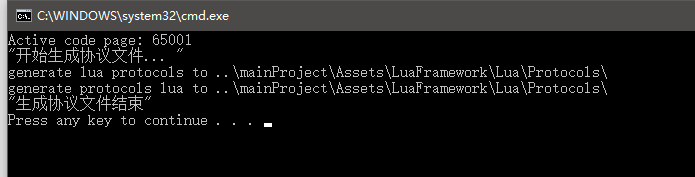 C:\WINDOWS\system32\cmd.exe
Active code page: 65001
"开始生成协议文件... "
generate lua protocols to ..\mainProject\Assets\LuaFramework\Lua\Protocols\
generate protocols lua to ..\mainProject\Assets\LuaFramework\Lua\Protocols\
"生成协议文件结束"
Press any key to continue . . .